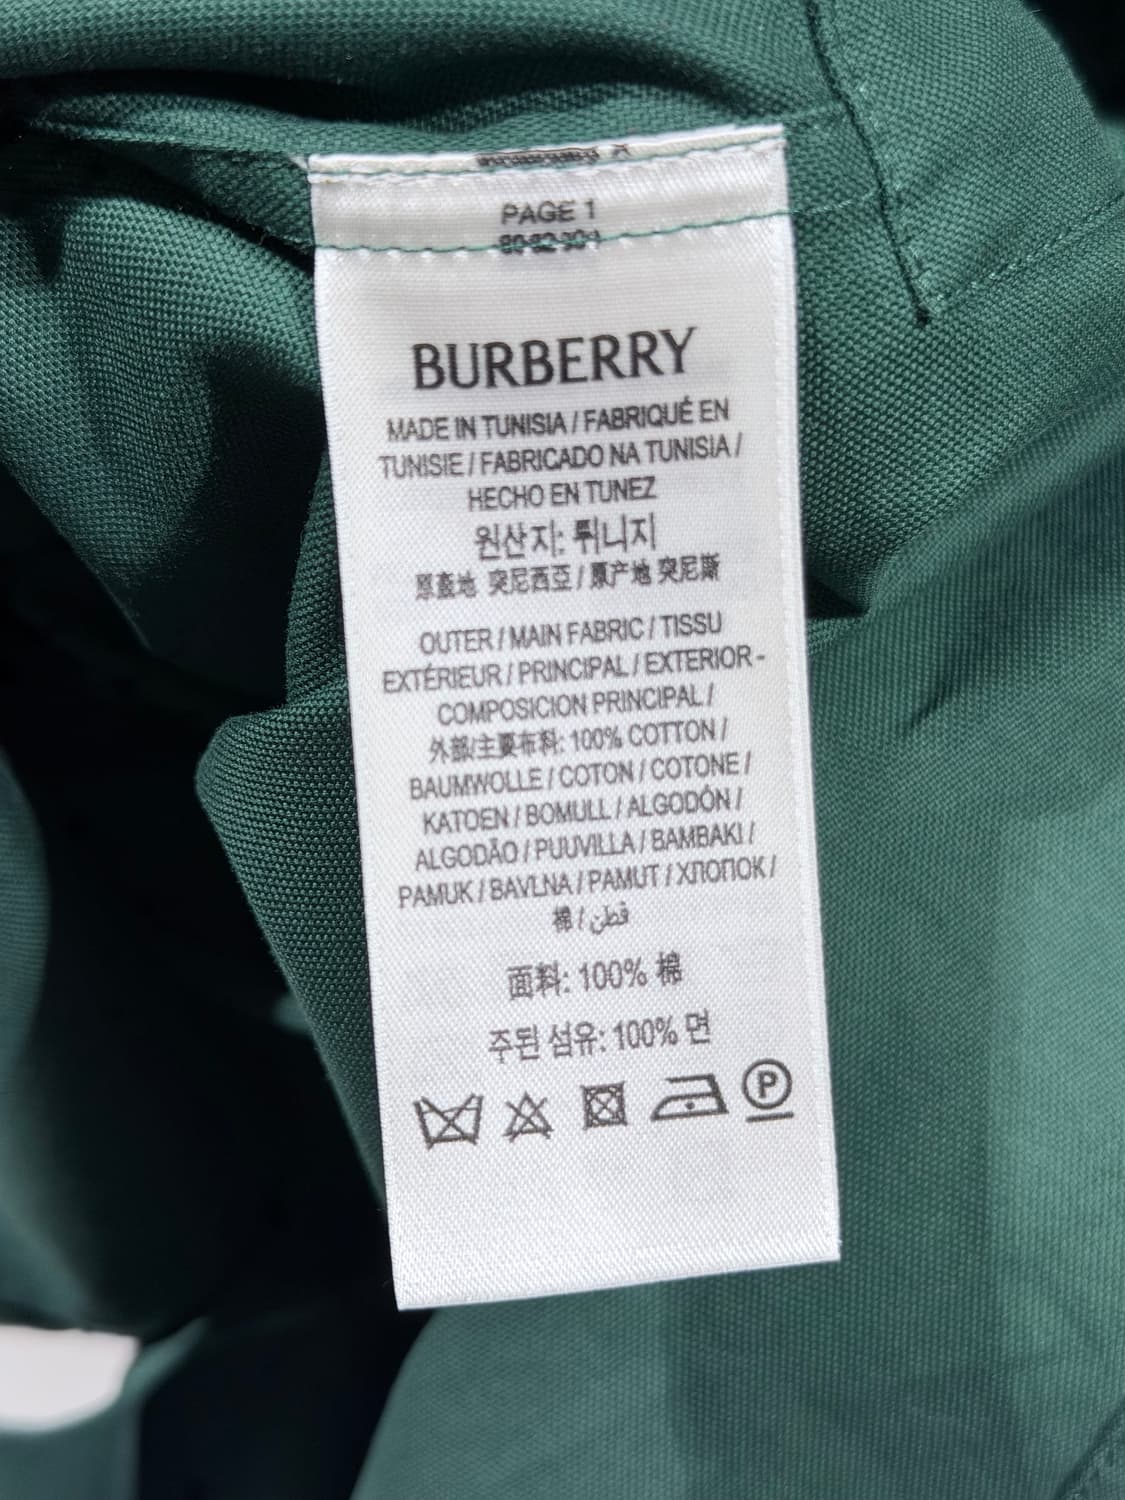 PAGE 1
BURBERRY
MADE IN TUNISIA / FABRIQUÉ EN
TUNISIE / FABRICADO NA TUNISIA /
HECHO EN TUNEZ
원산지: 튀니지
原產地 突尼西亞 / 原产地 突尼斯
OUTER / MAIN FABRIC / TISSU
EXTÉRIEUR / PRINCIPAL / EXTERIOR -
COMPOSICION PRINCIPAL /
外部/主要布料: 100% COTTON /
BAUMWOLLE / COTON / COTONE /
KATOEN / BOMULL / ALGODÓN /
ALGODÃO / PUUVILLA / BAMBAKI /
PAMUK / BAVLNA / PAMUT / ХЛОПОК /
棉 / قطن
面料: 100% 棉
주된 섬유: 100% 면
P